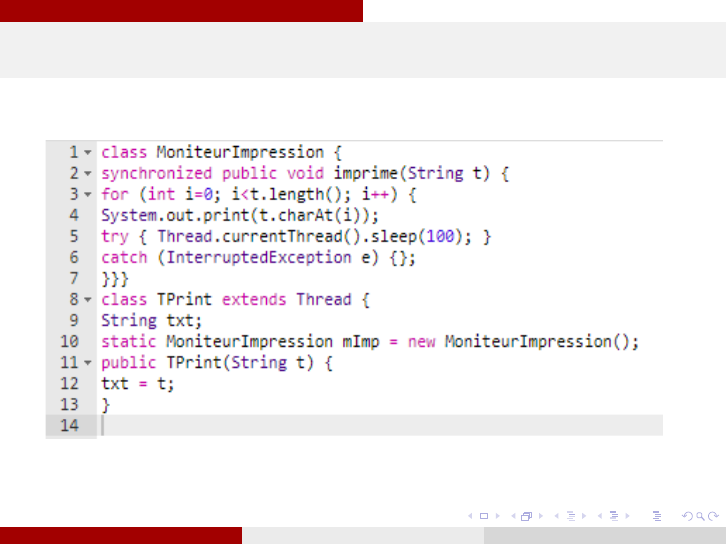 1 class MoniteurImpression {
2 synchronized public void imprime(String t) {
3 for (int i=0; i<t.length(); i++) {
4 System.out.print(t.charAt(i));
5 try { Thread.currentThread().sleep(100); }
6 catch (InterruptedException e) {};
7 }}}
8 class TPrint extends Thread {
9 String txt;
10 static MoniteurImpression mImp = new MoniteurImpression();
11 public TPrint(String t) {
12 txt = t;
13 }
14